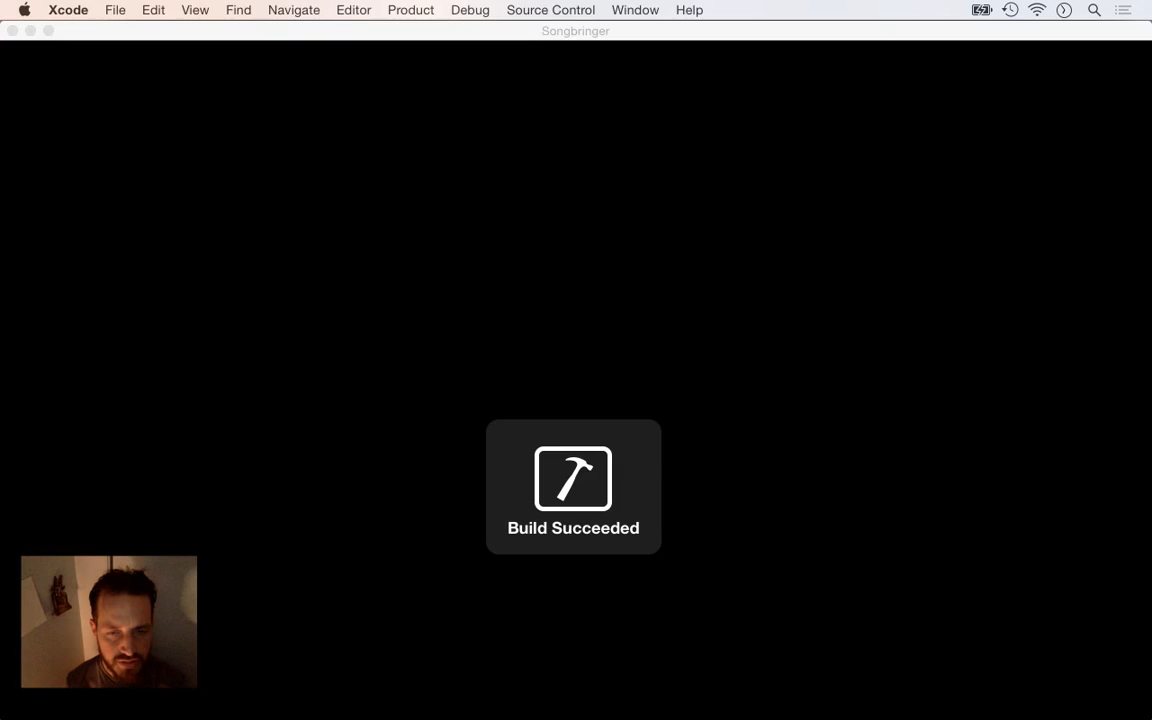 Xcode File Edit View Find Navigate Editor Product Debug Source Control Window Help
Songbringer
Build Succeeded